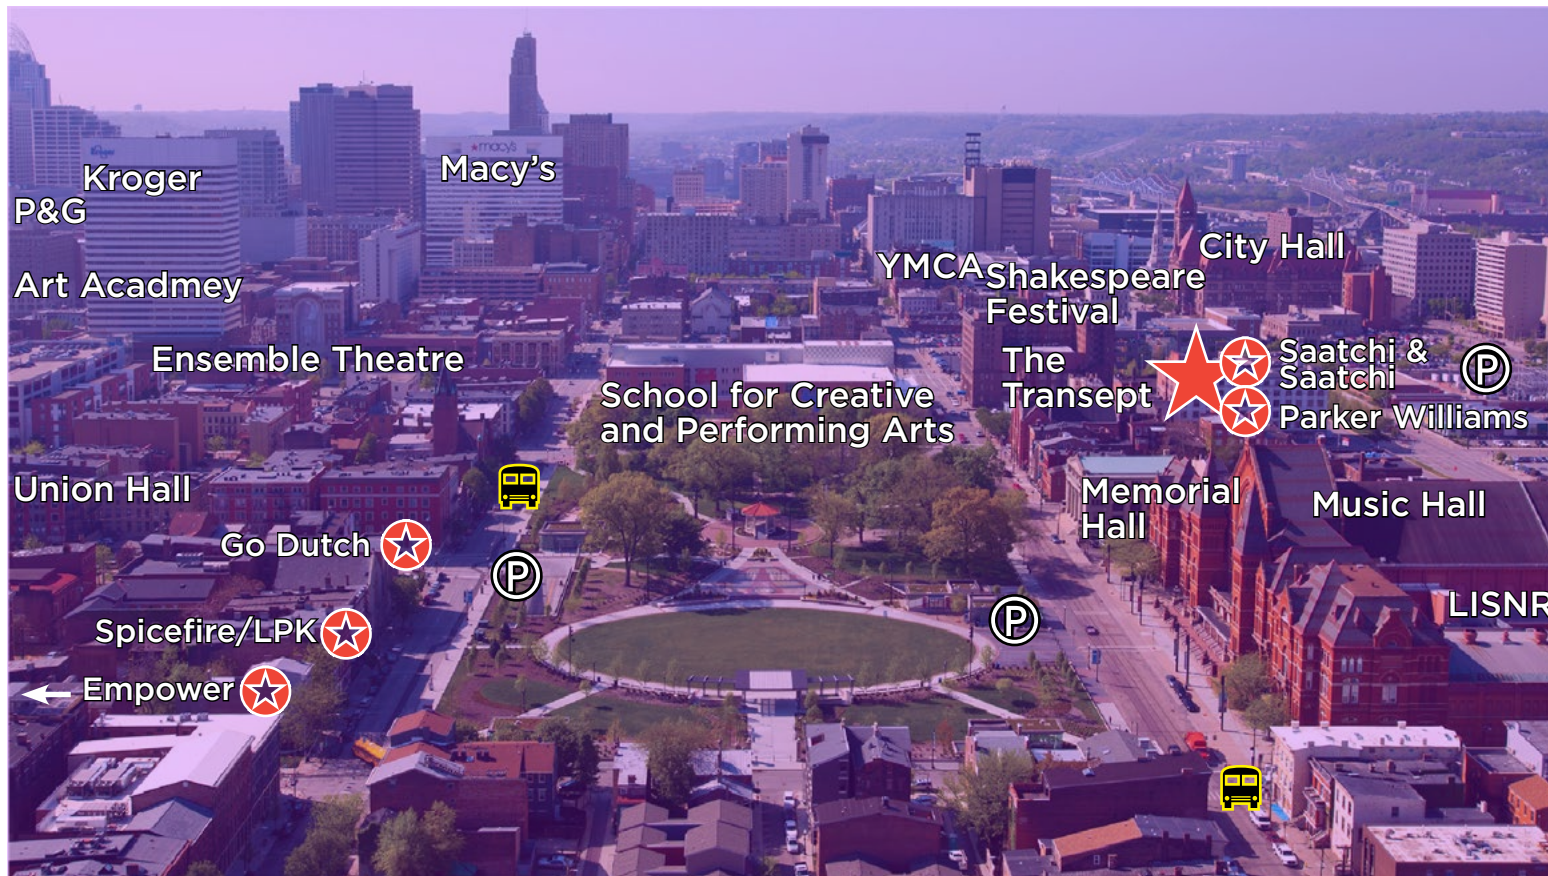 Kroger
macy's
Macy's
P&G
Art Acadmey
YMCA
Shakespeare
Festival
City Hall
Ensemble Theatre
The
Transept
Saatchi &
Saatchi
Parker Williams
P
School for Creative
and Performing Arts
Union Hall
Memorial
Hall
Music Hall
Go Dutch
P
P
LISNR
Spicefire/LPK
Empower